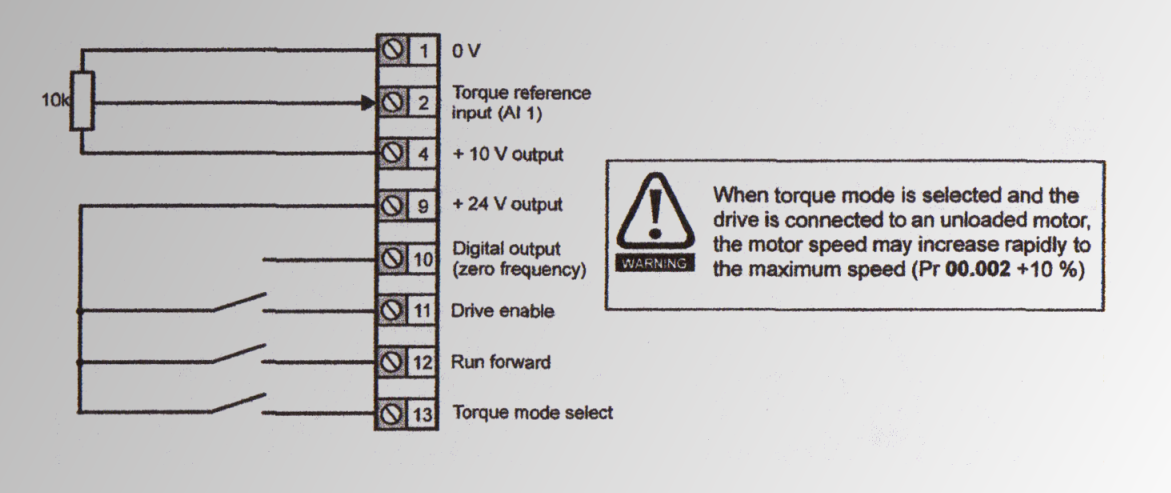 10k
1 0 V
2 Torque reference
input (AI 1)
4 + 10 V output
9 + 24 V output
10 Digital output
(zero frequency)
11 Drive enable
12 Run forward
13 Torque mode select
WARNING
When torque mode is selected and the
drive is connected to an unloaded motor,
the motor speed may increase rapidly to
the maximum speed (Pr 00.002 +10 %)